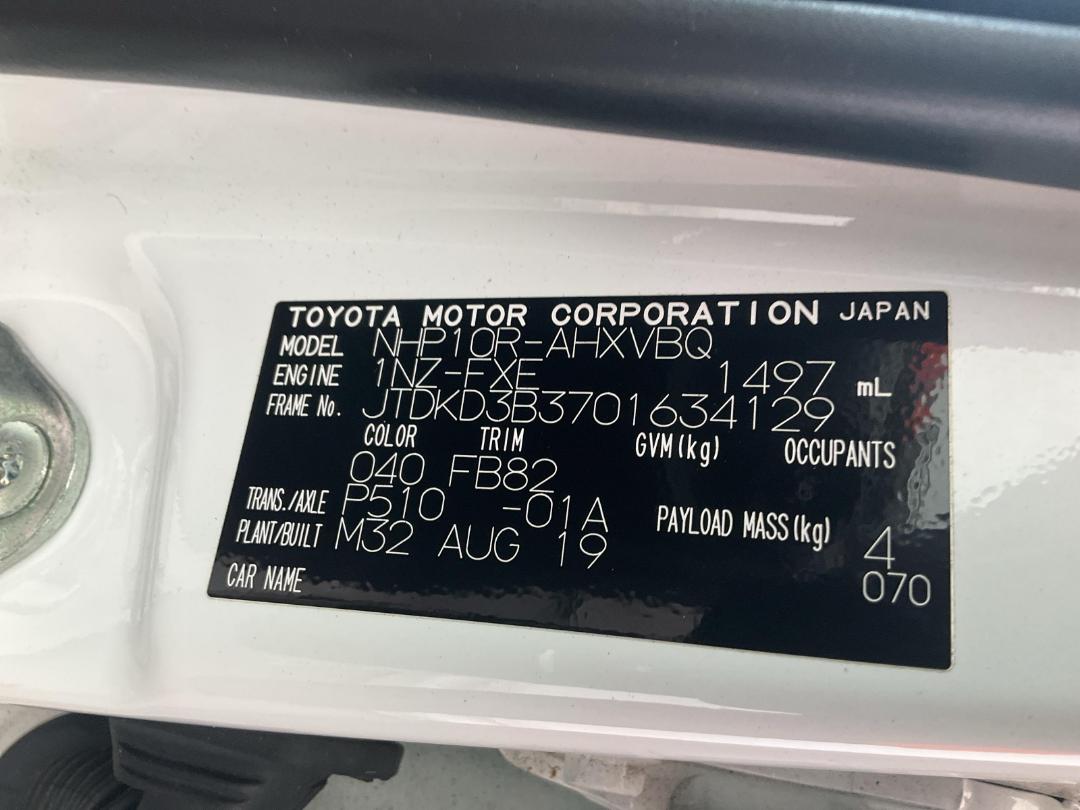 TOYOTA MOTOR CORPORATION JAPAN
MODEL NHP10R-AHXVBQ
ENGINE 1NZ-FXE 1497 mL
FRAME No. JTDKD3B3701634129
COLOR TRIM GVM(kg) OCCUPANTS
040 FB82
TRANS./AXLE P510 -01A PAYLOAD MASS(kg) 4
PLANT/BUILT M32 AUG 19 070
CAR NAME